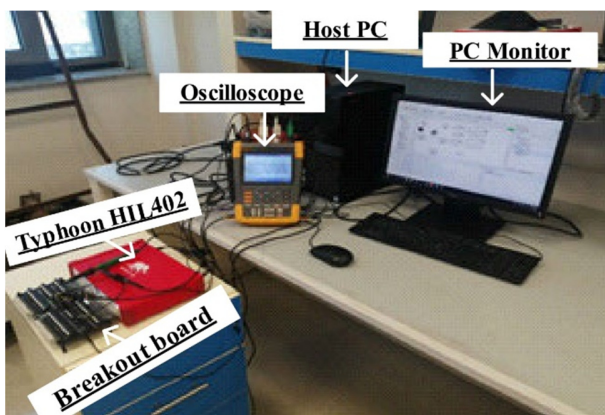 Host PC
PC Monitor
Oscilloscope
Typhoon HIL402
Breakout board